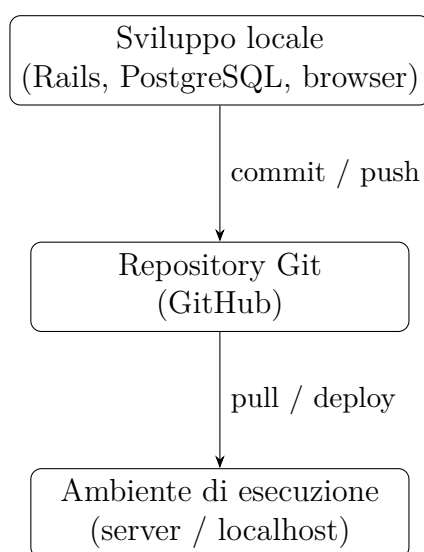 Sviluppo locale
(Rails, PostgreSQL, browser)
commit / push
Repository Git
(GitHub)
pull / deploy
Ambiente di esecuzione
(server / localhost)